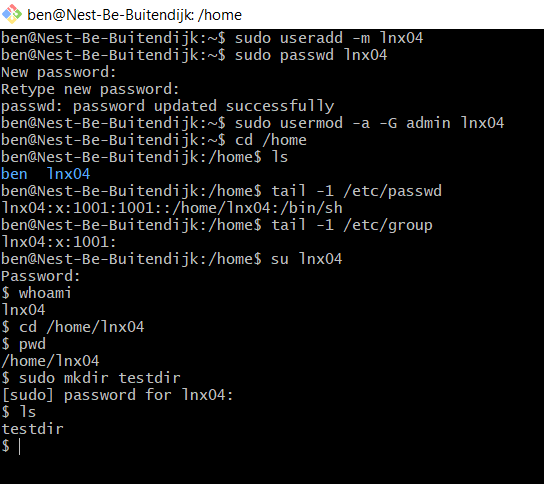 ben@Nest-Be-Buitendijk: /home
ben@Nest-Be-Buitendijk:~$ sudo useradd -m lnx04
ben@Nest-Be-Buitendijk:~$ sudo passwd lnx04
New password:
Retype new password:
passwd: password updated successfully
ben@Nest-Be-Buitendijk:~$ sudo usermod -a -G admin lnx04
ben@Nest-Be-Buitendijk:~$ cd /home
ben@Nest-Be-Buitendijk:/home$ ls
ben  lnx04
ben@Nest-Be-Buitendijk:/home$ tail -1 /etc/passwd
lnx04:x:1001:1001::/home/lnx04:/bin/sh
ben@Nest-Be-Buitendijk:/home$ tail -1 /etc/group
lnx04:x:1001:
ben@Nest-Be-Buitendijk:/home$ su lnx04
Password:
$ whoami
lnx04
$ cd /home/lnx04
$ pwd
/home/lnx04
$ sudo mkdir testdir
[sudo] password for lnx04:
$ ls
testdir
$